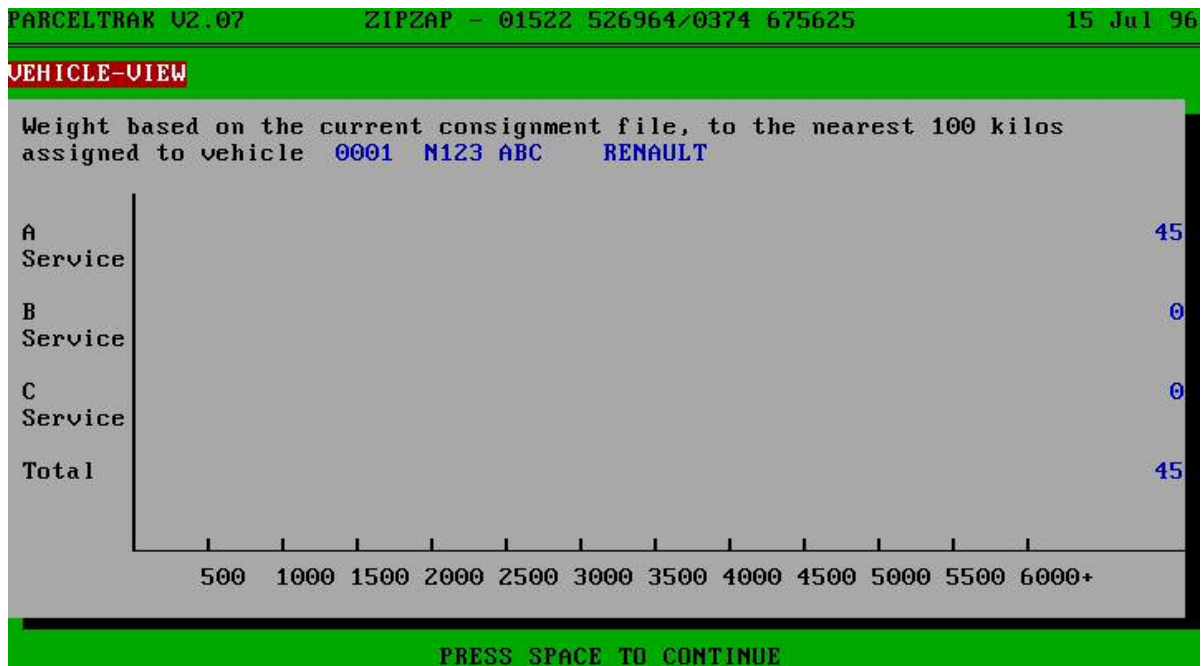 PARCELTRAK V2.07 ZIPZAP - 01522 526964/0374 675625 15 Jul 96
VEHICLE-VIEW
Weight based on the current consignment file, to the nearest 100 kilos
assigned to vehicle 0001 N123 ABC RENAULT
A 45
Service
B 0
Service
C 0
Service
Total 45
500 1000 1500 2000 2500 3000 3500 4000 4500 5000 5500 6000+
PRESS SPACE TO CONTINUE